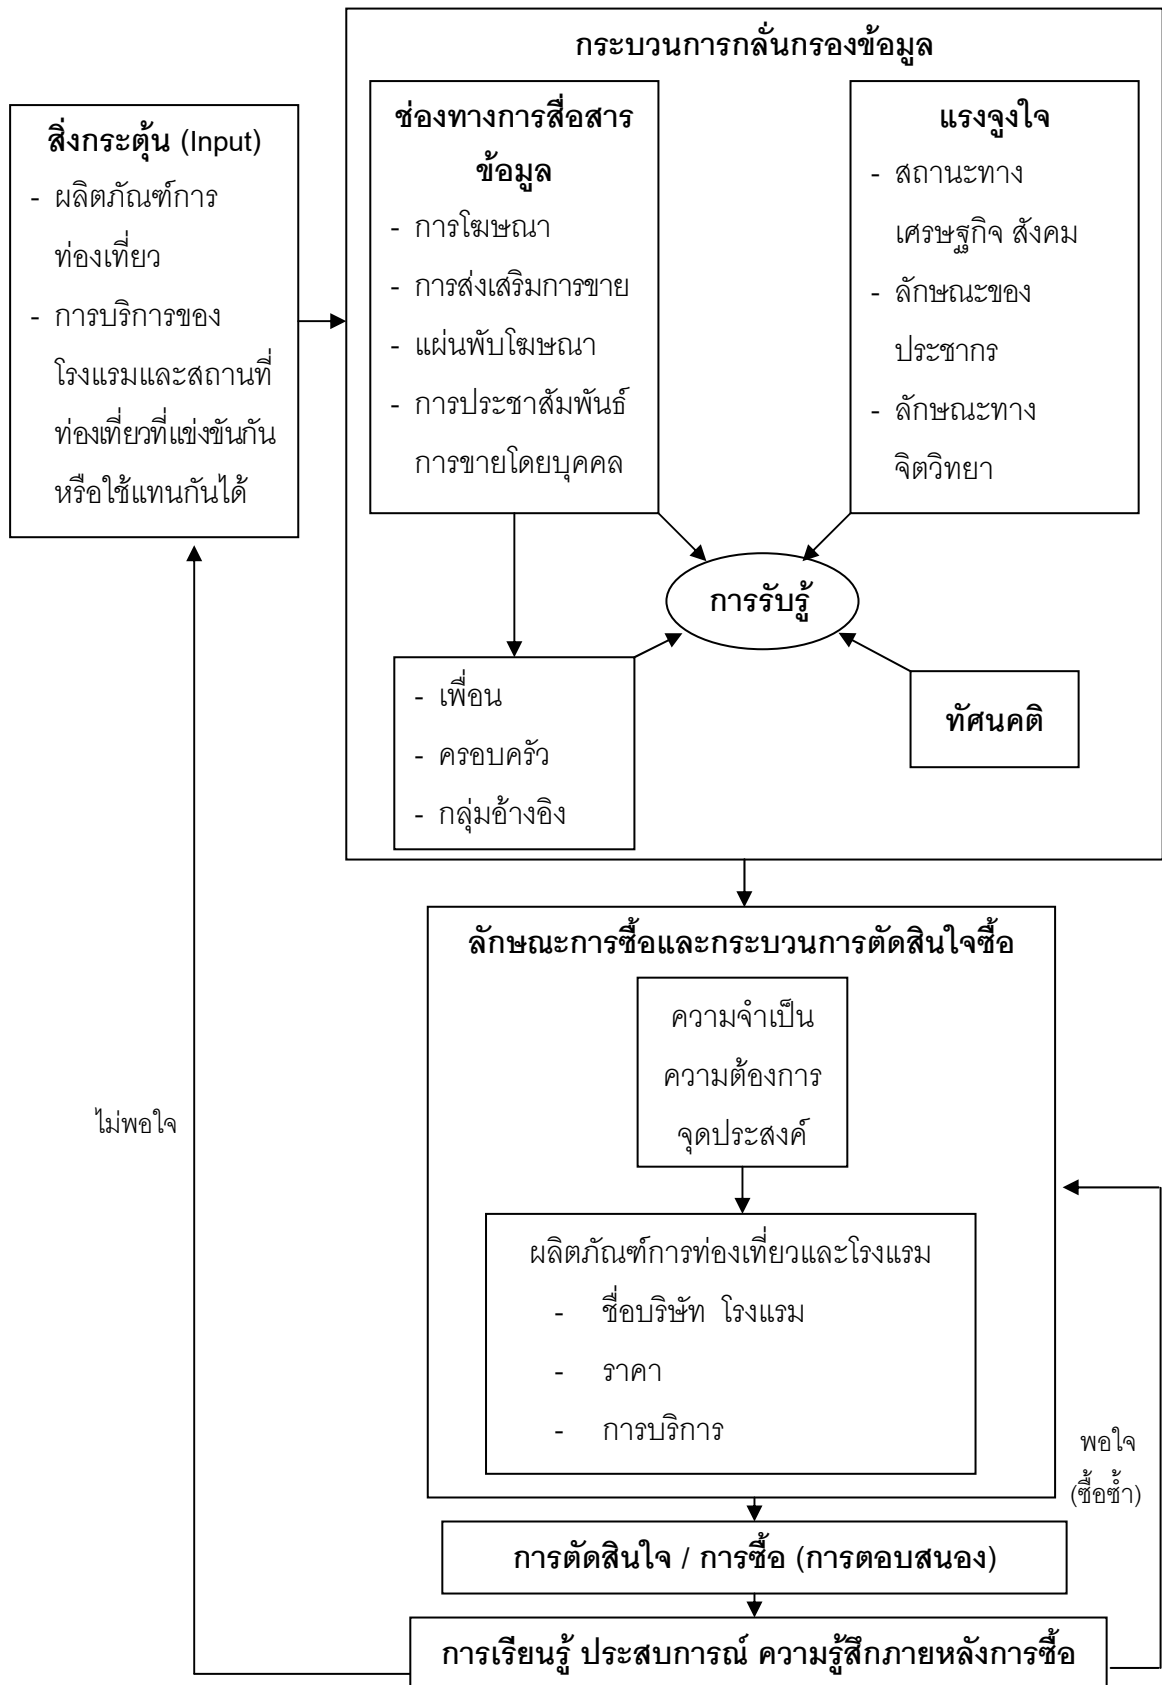 กระบวนการกลั่นกรองข้อมูล
สิ่งกระตุ้น (Input)
- ผลิตภัณฑ์การ
ท่องเที่ยว
- การบริการของ
โรงแรมและสถานที่
ท่องเที่ยวที่แข่งขันกัน
หรือใช้แทนกันได้
ช่องทางการสื่อสาร
ข้อมูล
- การโฆษณา
- การส่งเสริมการขาย
- แผ่นพับโฆษณา
- การประชาสัมพันธ์
การขายโดยบุคคล
แรงจูงใจ
- สถานะทาง
เศรษฐกิจ สังคม
- ลักษณะของ
ประชากร
- ลักษณะทาง
จิตวิทยา
การรับรู้
- เพื่อน
- ครอบครัว
- กลุ่มอ้างอิง
ทัศนคติ
ลักษณะการซื้อและกระบวนการตัดสินใจซื้อ
ความจำเป็น
ความต้องการ
จุดประสงค์
ไม่พอใจ
ผลิตภัณฑ์การท่องเที่ยวและโรงแรม
- ชื่อบริษัท โรงแรม
- ราคา
- การบริการ
พอใจ
(ซื้อซ้ำ)
การตัดสินใจ / การซื้อ (การตอบสนอง)
การเรียนรู้ ประสบการณ์ ความรู้สึกภายหลังการซื้อ